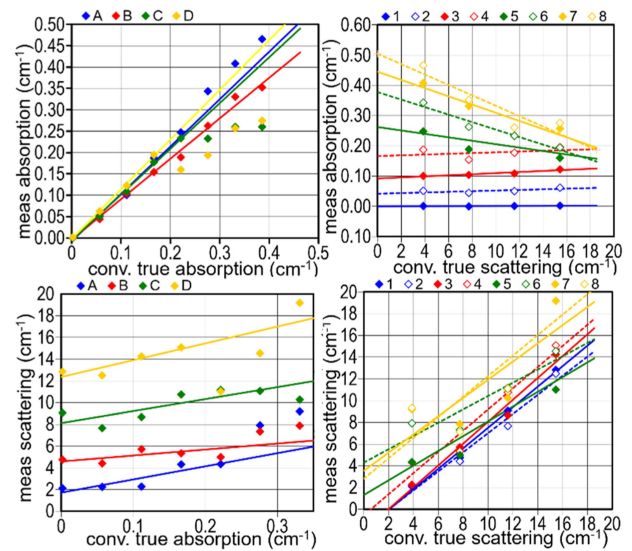 A B C D
0.50
0.45
0.40
0.35
0.30
0.25
0.20
0.15
0.10
0.05
0.00
meas absorption (cm⁻¹)
0 0.1 0.2 0.3 0.4 0.5
conv. true absorption (cm⁻¹)
1 2 3 4 5 6 7 8
0.60
0.50
0.40
0.30
0.20
0.10
0.00
0.10
meas absorption (cm⁻¹)
0 2 4 6 8 10 12 14 16 18 20
conv. true scattering (cm⁻¹)
A B C D
20
18
16
14
12
10
8
6
4
2
0
meas scattering (cm⁻¹)
0 0.1 0.2 0.3
conv. true absorption (cm⁻¹)
1 2 3 4 5 6 7 8
20
18
16
14
12
10
8
6
4
2
0
meas scattering (cm⁻¹)
0 2 4 6 8 10 12 14 16 18 20
conv. true scattering (cm⁻¹)